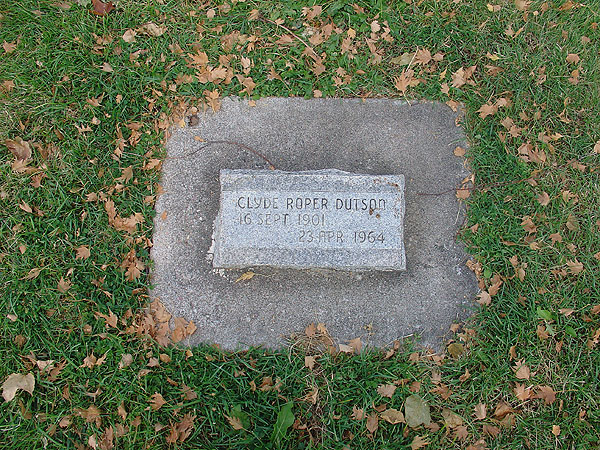 CLYDE ROPER DUTSON
16 SEPT 1901
23 APR 1964